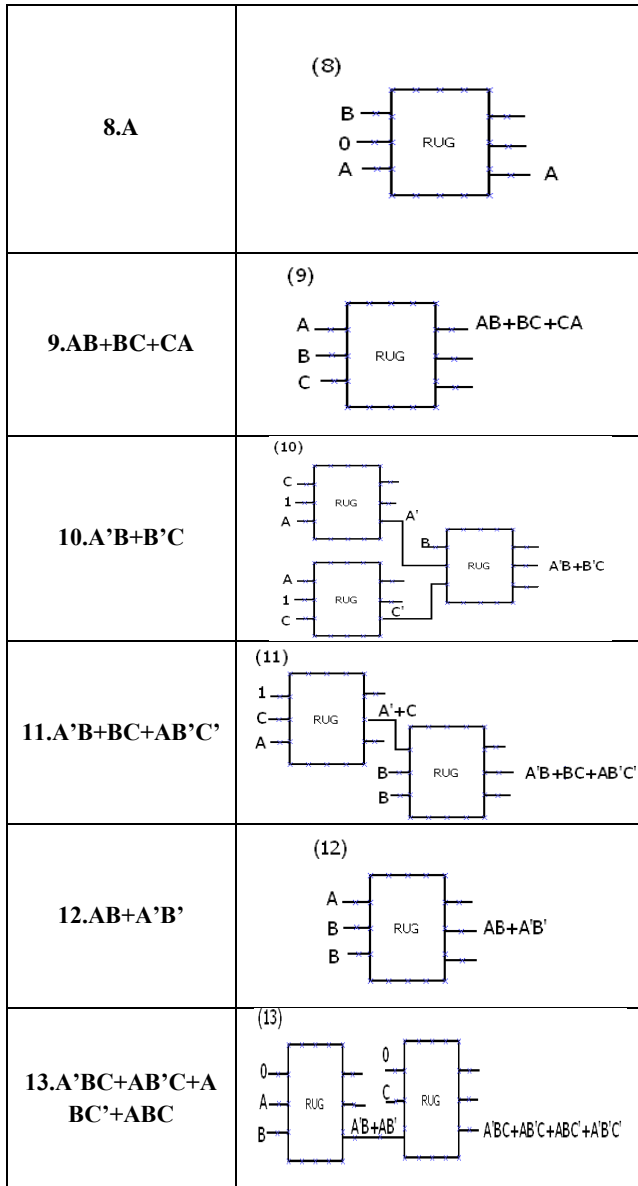 8.A
(8)
B
0
A
RUG
A
9.AB+BC+CA
(9)
A
B
C
RUG
AB+BC+CA
10.A’B+B’C
(10)
C
1
A
RUG
A'
A
1
C
RUG
C'
B
RUG
A'B+B'C
11.A’B+BC+AB’C’
(11)
1
C
A
RUG
A'+C
B
B
RUG
A'B+BC+AB'C'
12.AB+A’B’
(12)
A
B
B
RUG
AB+A'B'
13.A’BC+AB’C+A
BC’+ABC
(13)
0
A
B
RUG
A'B+AB'
0
C
RUG
A'BC+AB'C+ABC'+A'B'C'